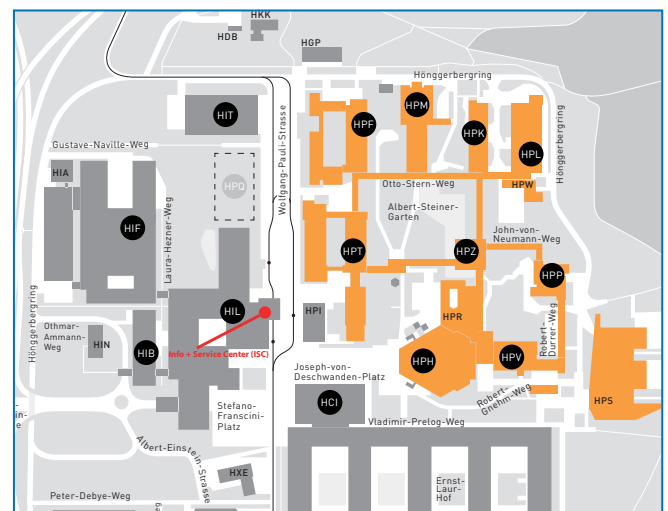 HKK
HDB
HGP
Hönggerbergring
HIT
HPM
HPF
HPK
HPL
Gustave-Naville-Weg
Wolfgang-Pauli-Strasse
HIA
HPQ
Otto-Stern-Weg
HPW
Hönggerbergring
Laura-Hezner-Weg
Albert-Steiner-
Garten
HIF
John-von-
Neumann-Weg
HPT
HPZ
HPP
Hönggerbergring
HIL
HPI
HPR
Othmar-
Ammann-
Weg
HIN
HIB
Info + Service Center (ISC)
Robert-
Durrer-Weg
HPH
HPV
Joseph-von-
Deschwanden-Platz
Robert-
Gnehm-Weg
HPS
HCI
Stefano-
Franscini-
Platz
Vladimir-Prelog-Weg
Albert-Einstein-Strasse
HXE
Ernst-
Laur-
Hof
Peter-Debye-Weg